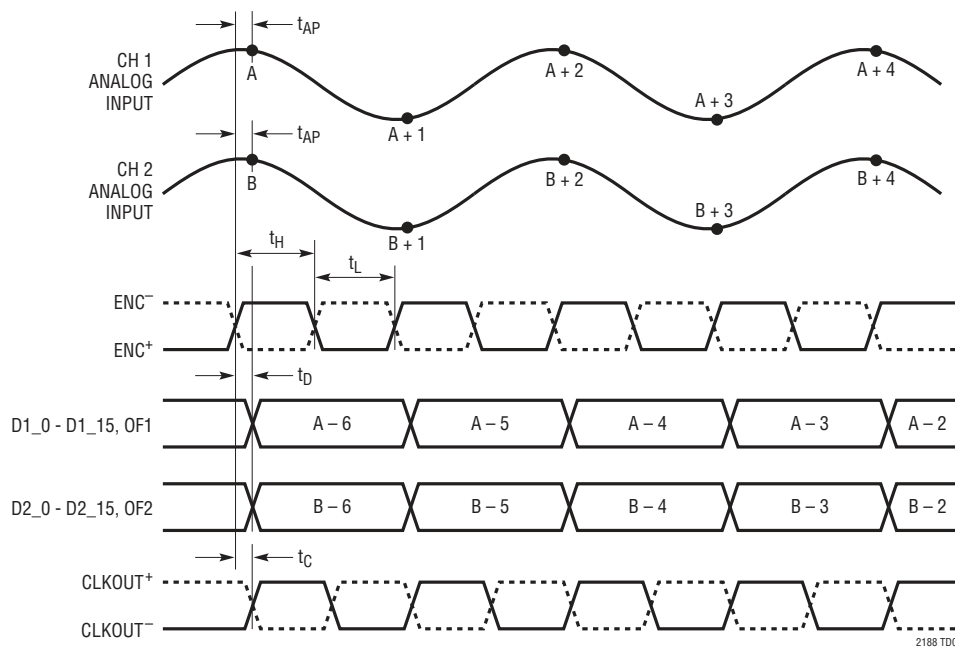 t_AP
CH 1
ANALOG
INPUT
A
A + 1
A + 2
A + 3
A + 4
t_AP
CH 2
ANALOG
INPUT
B
B + 1
B + 2
B + 3
B + 4
t_H
t_L
ENC⁻
ENC⁺
t_D
D1_0 - D1_15, OF1
A – 6
A – 5
A – 4
A – 3
A – 2
D2_0 - D2_15, OF2
B – 6
B – 5
B – 4
B – 3
B – 2
t_C
CLKOUT⁺
CLKOUT⁻